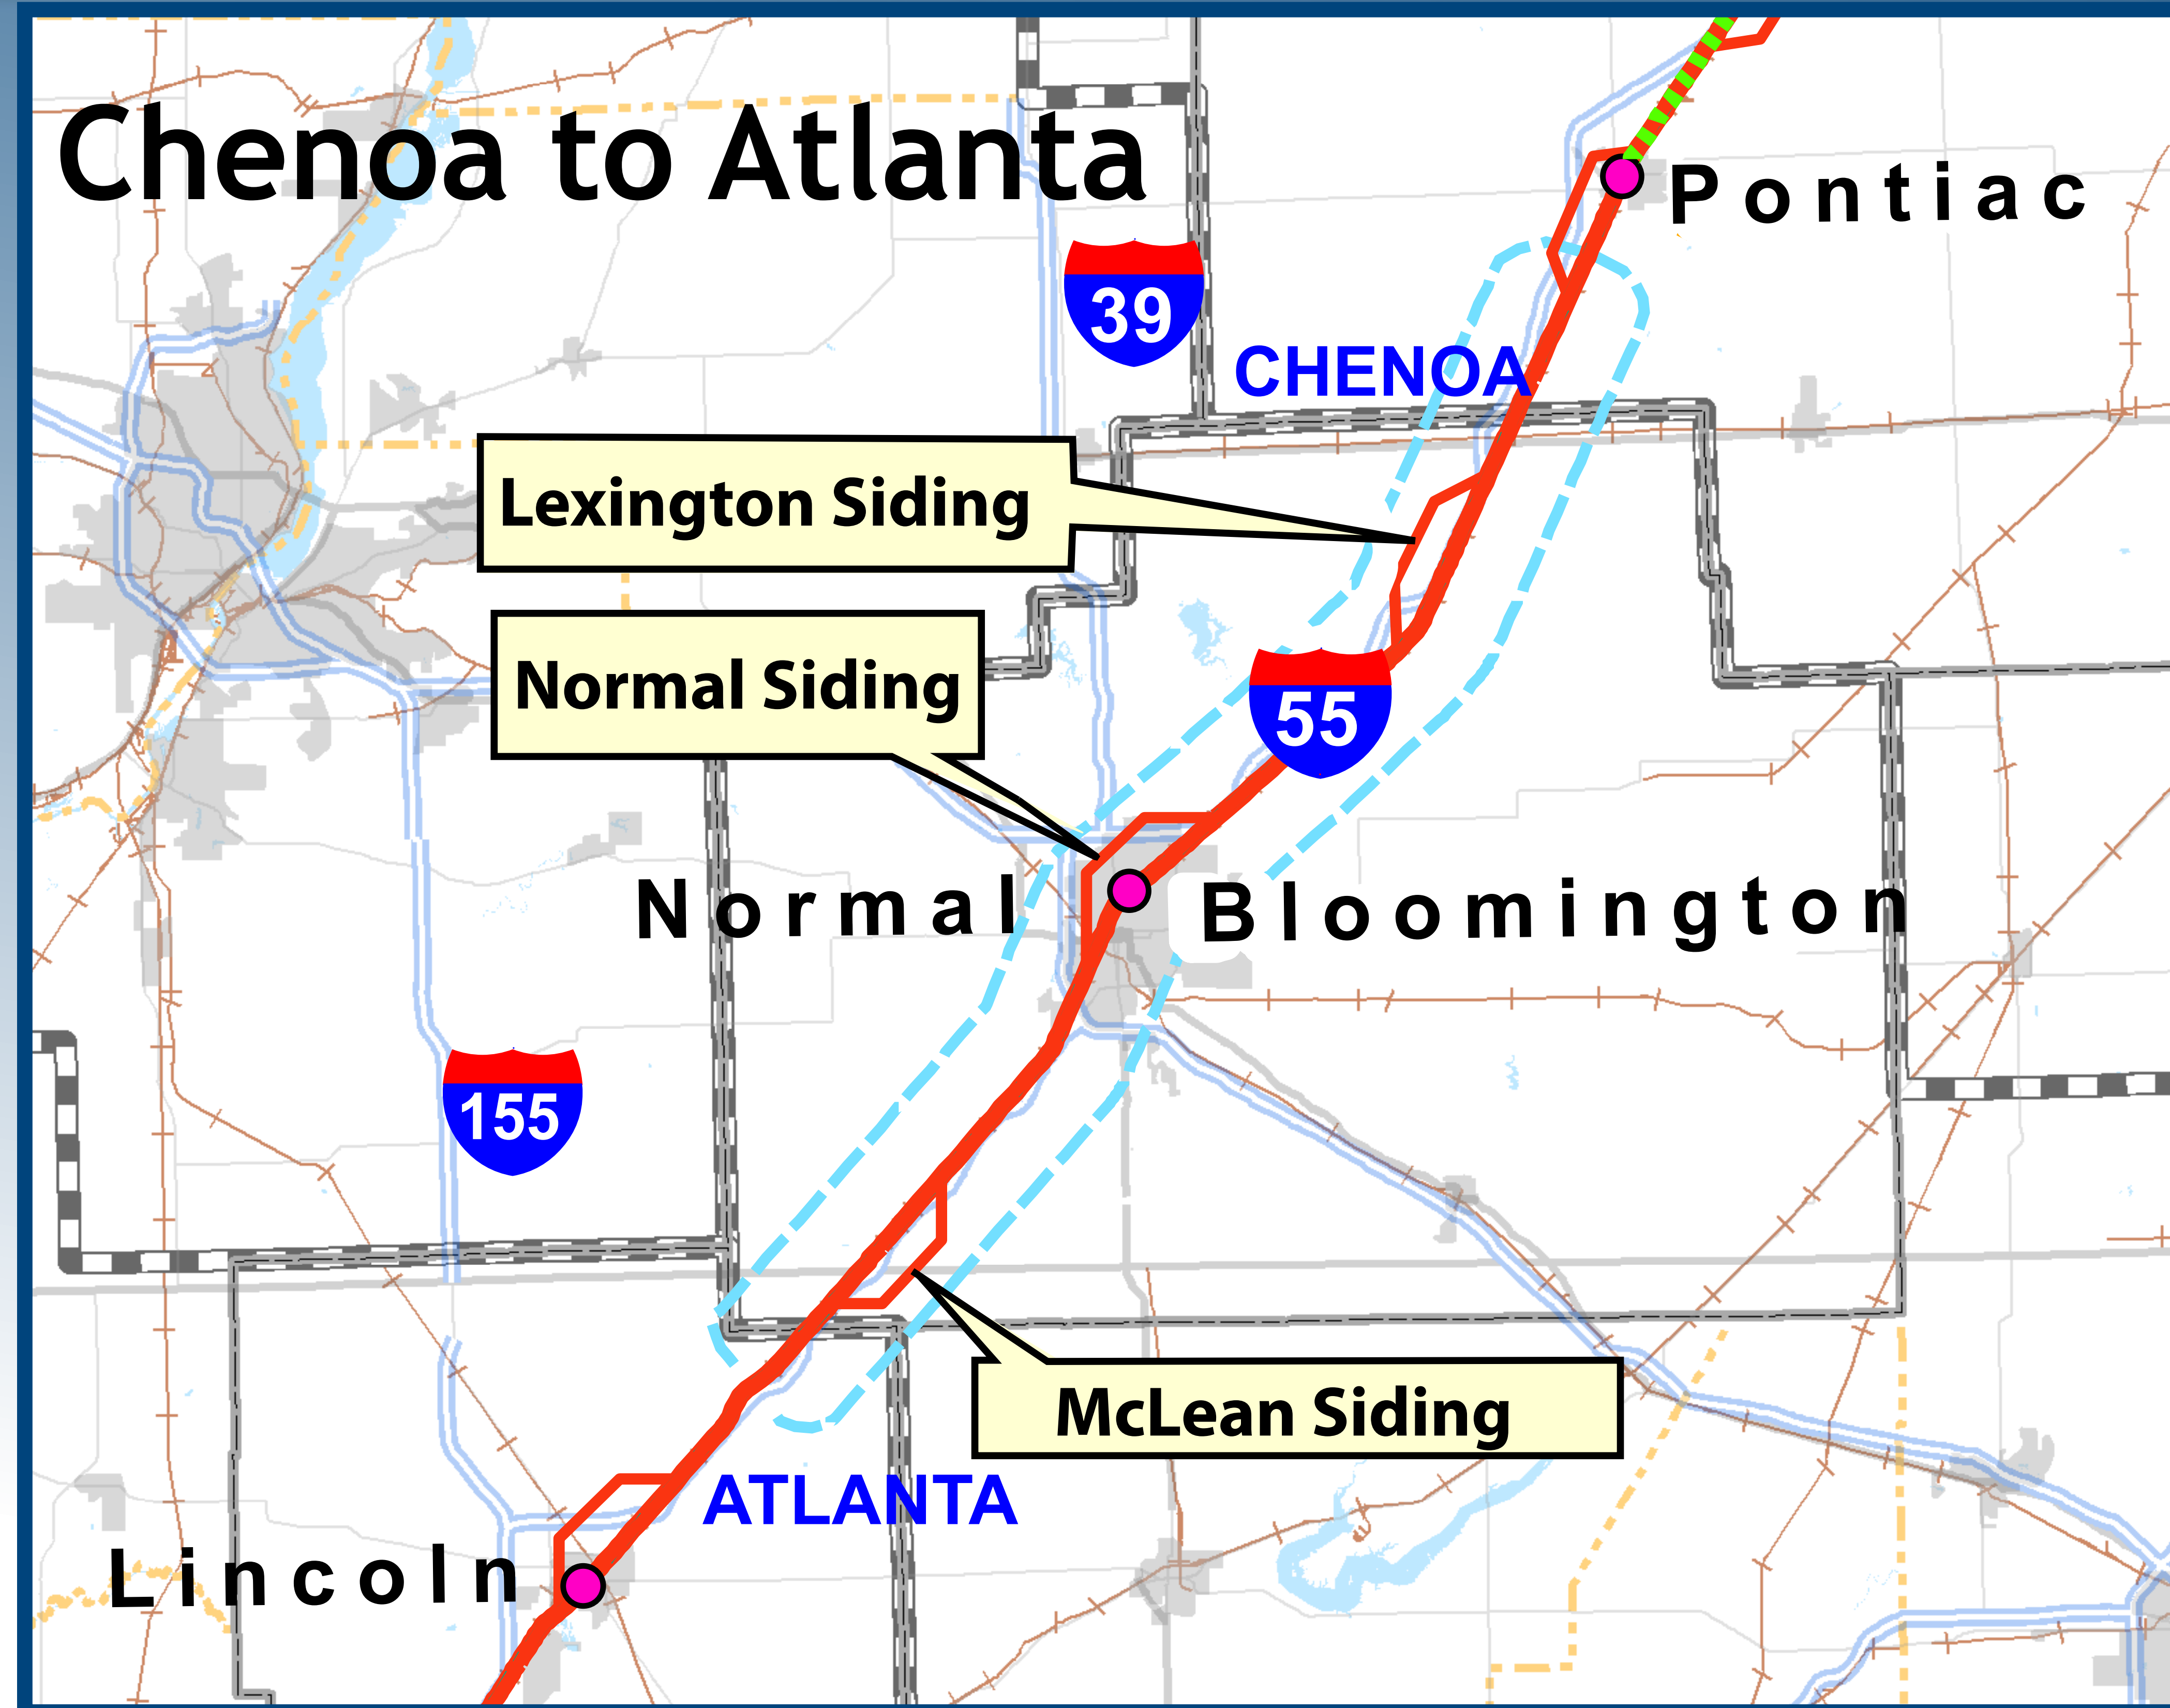 Chenoa to Atlanta
Pontiac
39
CHENOA
Lexington Siding
Normal Siding
55
Normal
Bloomington
155
McLean Siding
ATLANTA
Lincoln